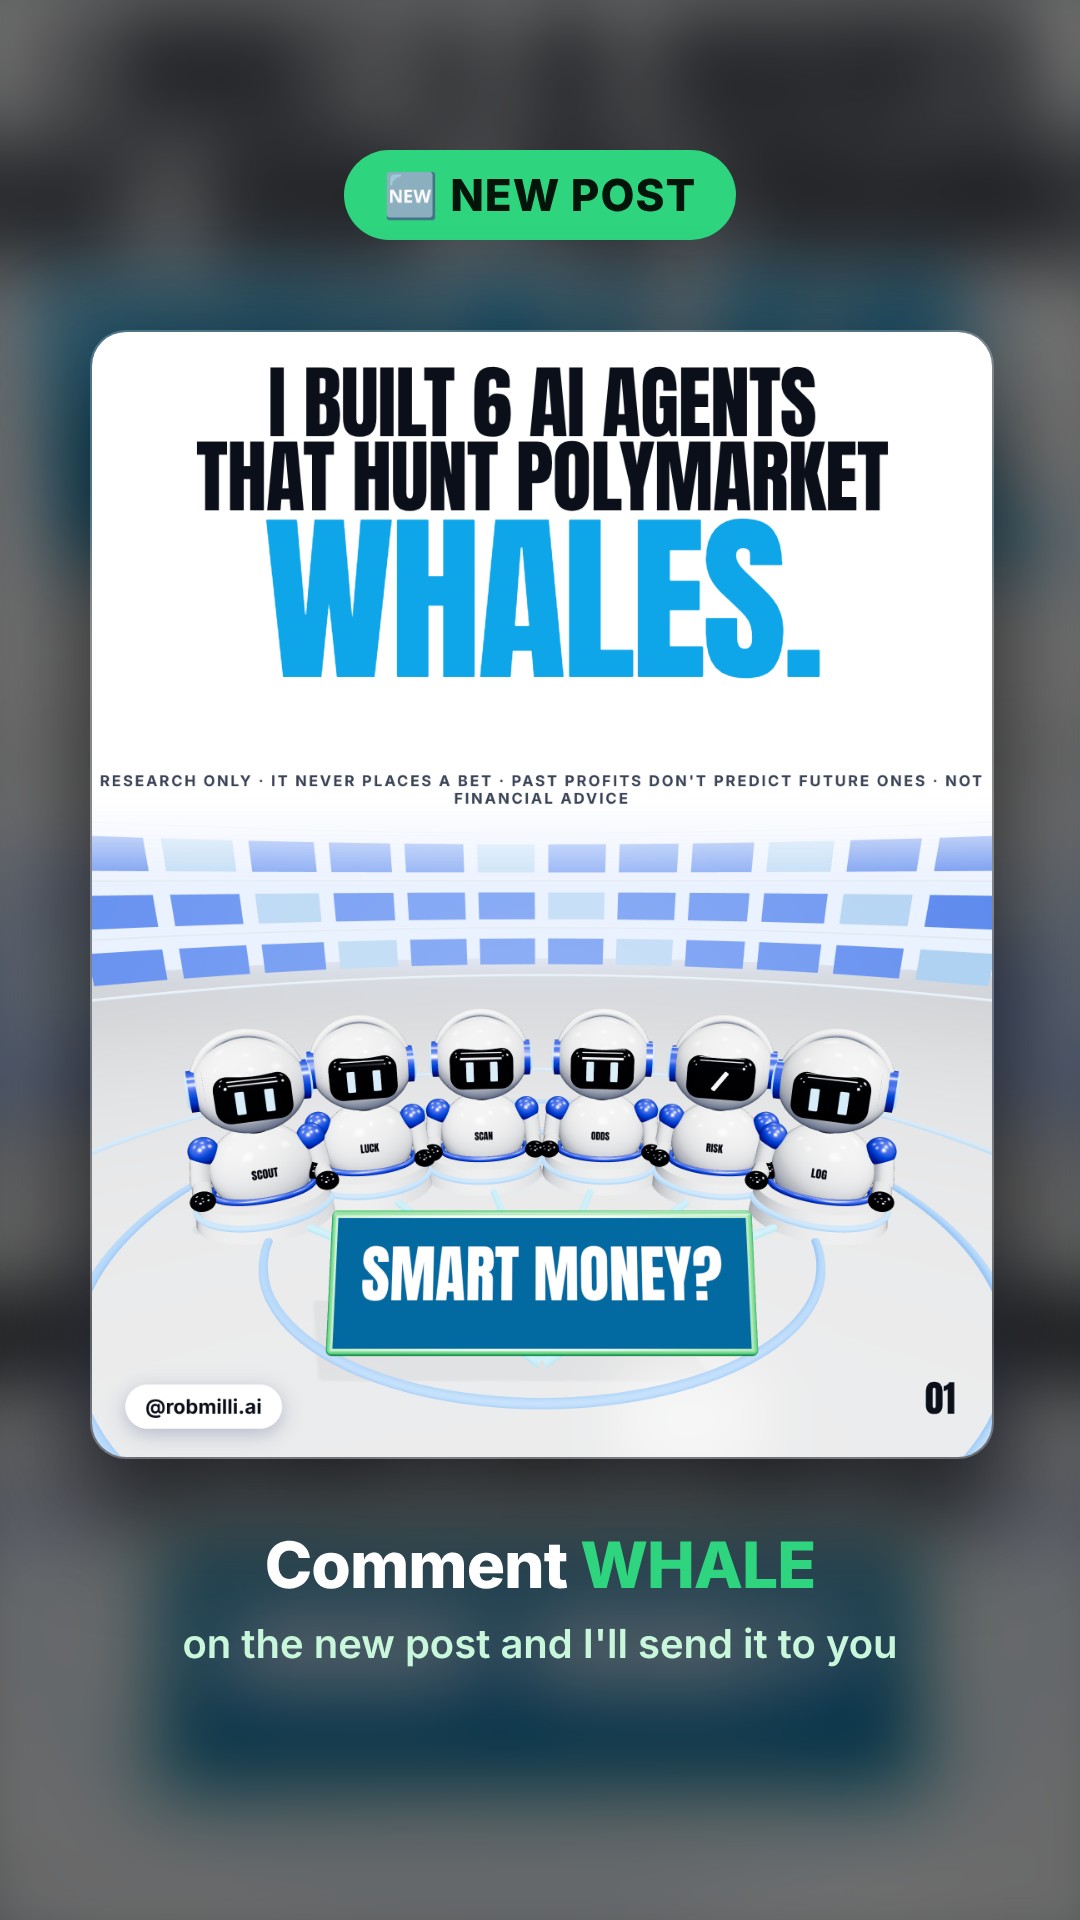 🆕 NEW POST
I BUILT 6 AI AGENTS
THAT HUNT POLYMARKET
WHALES.
RESEARCH ONLY · IT NEVER PLACES A BET · PAST PROFITS DON'T PREDICT FUTURE ONES · NOT
FINANCIAL ADVICE
SCOUT
LUCK
SCAN
ODDS
RISK
LOG
SMART MONEY?
@robmilli.ai
01
Comment WHALE
on the new post and I'll send it to you